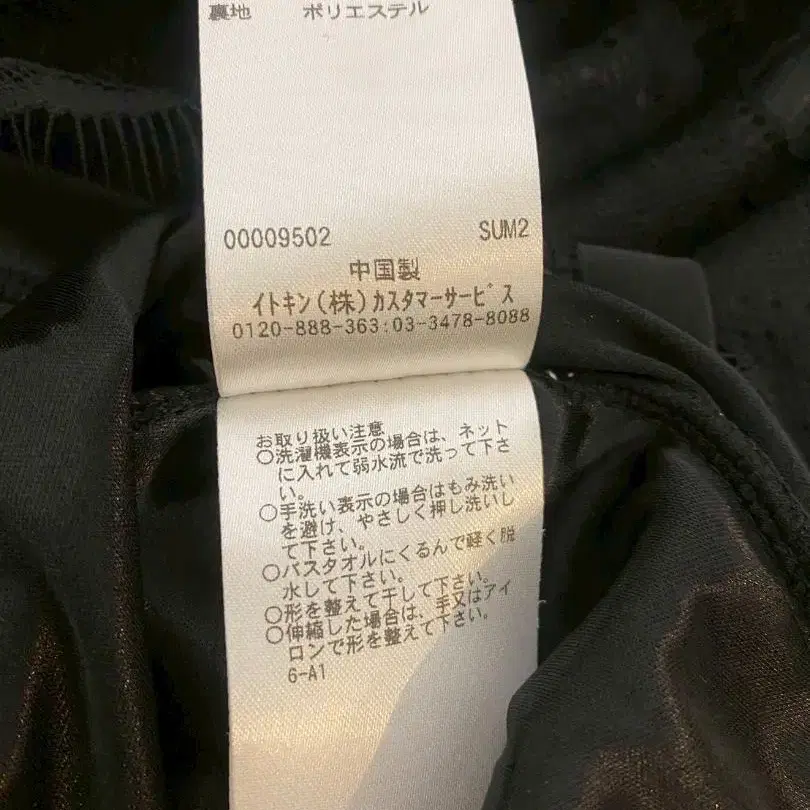 裏地 ポリエステル
00009502 SUM2
中国製
イトキン(株)カスタマーサービス
0120-888-363:03-3478-8088
お取り扱い注意
○洗濯機表示の場合は、ネット
に入れて弱水流で洗って下さ
い。
○手洗い表示の場合はもみ洗い
を避け、やさしく押し洗いし
て下さい。
○バスタオルにくるんで軽く脱
水して下さい。
○形を整えて干して下さい。
○伸縮した場合は、手又はアイ
ロンで形を整えて下さい。
6-A1